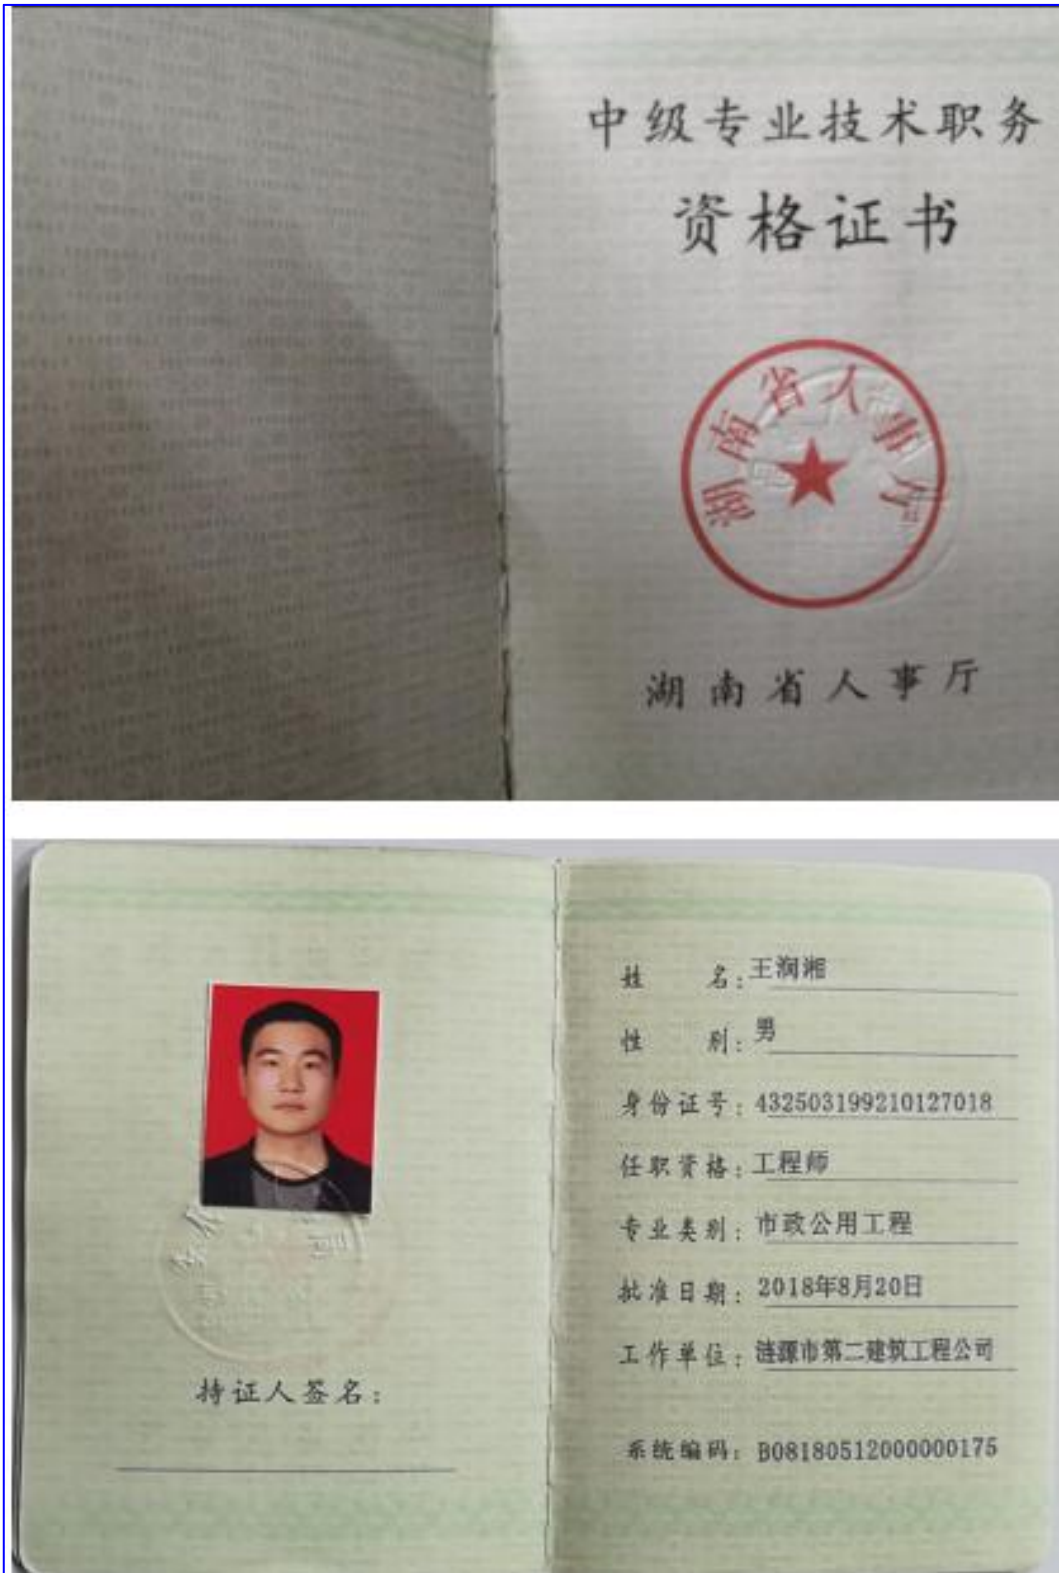 中级专业技术职务
资格证书
湖南省人事厅
湖南省人事厅
姓 名:王润湘
性 别:男
身份证号:432503199210127018
任职资格:工程师
专业类别:市政公用工程
批准日期:2018年8月20日
工作单位:涟源市第二建筑工程公司
系统编码:B08180512000000175
持证人签名: